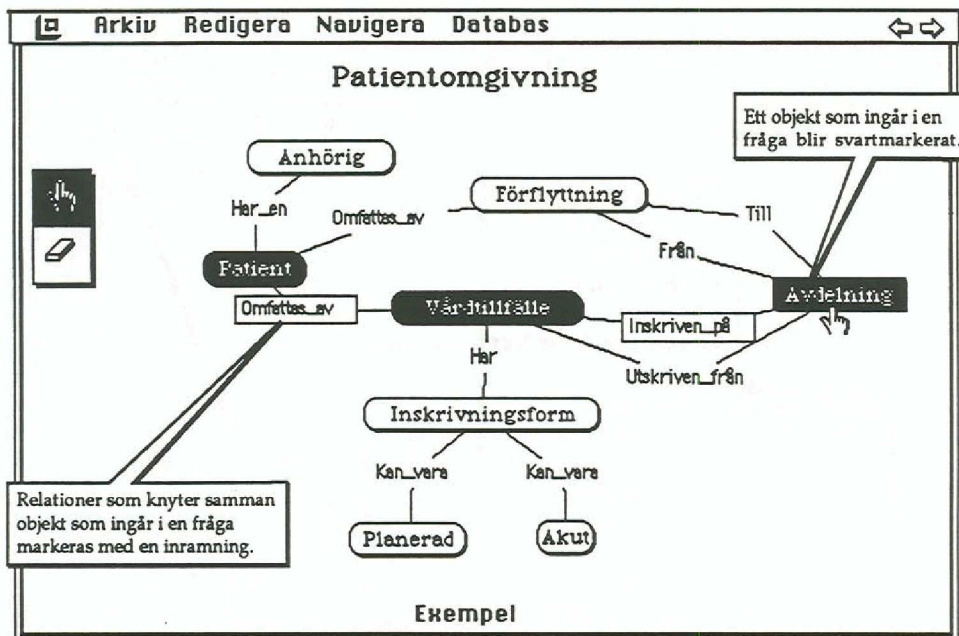 Arkiv Redigera Navigera Databas
Patientomgivning
Ett objekt som ingår i en
fråga blir svartmarkerat.
Anhörig
Förflyttning
Har_en
Omfattas_av
Till
Från
Patient
Avdelning
Omfattas_av
Vårdtillfälle
Inskriven_på
Har
Utskriven_från
Inskrivningsform
Kan_vara
Kan_vara
Relationer som knyter samman
objekt som ingår i en fråga
markeras med en inramning.
Planerad
Akut
Exempel